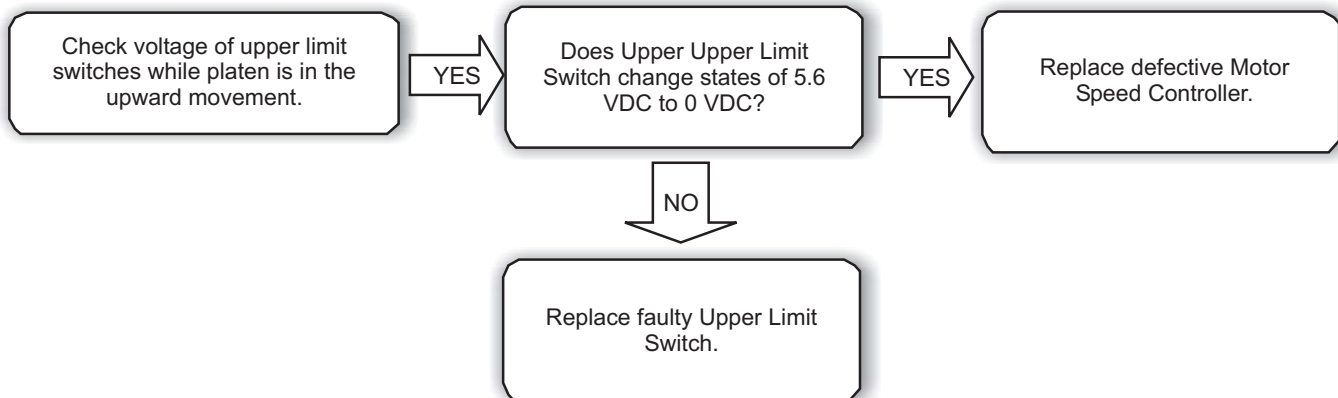 Check voltage of upper limit
switches while platen is in the
upward movement.
YES
Does Upper Upper Limit
Switch change states of 5.6
VDC to 0 VDC?
YES
Replace defective Motor
Speed Controller.
NO
Replace faulty Upper Limit
Switch.